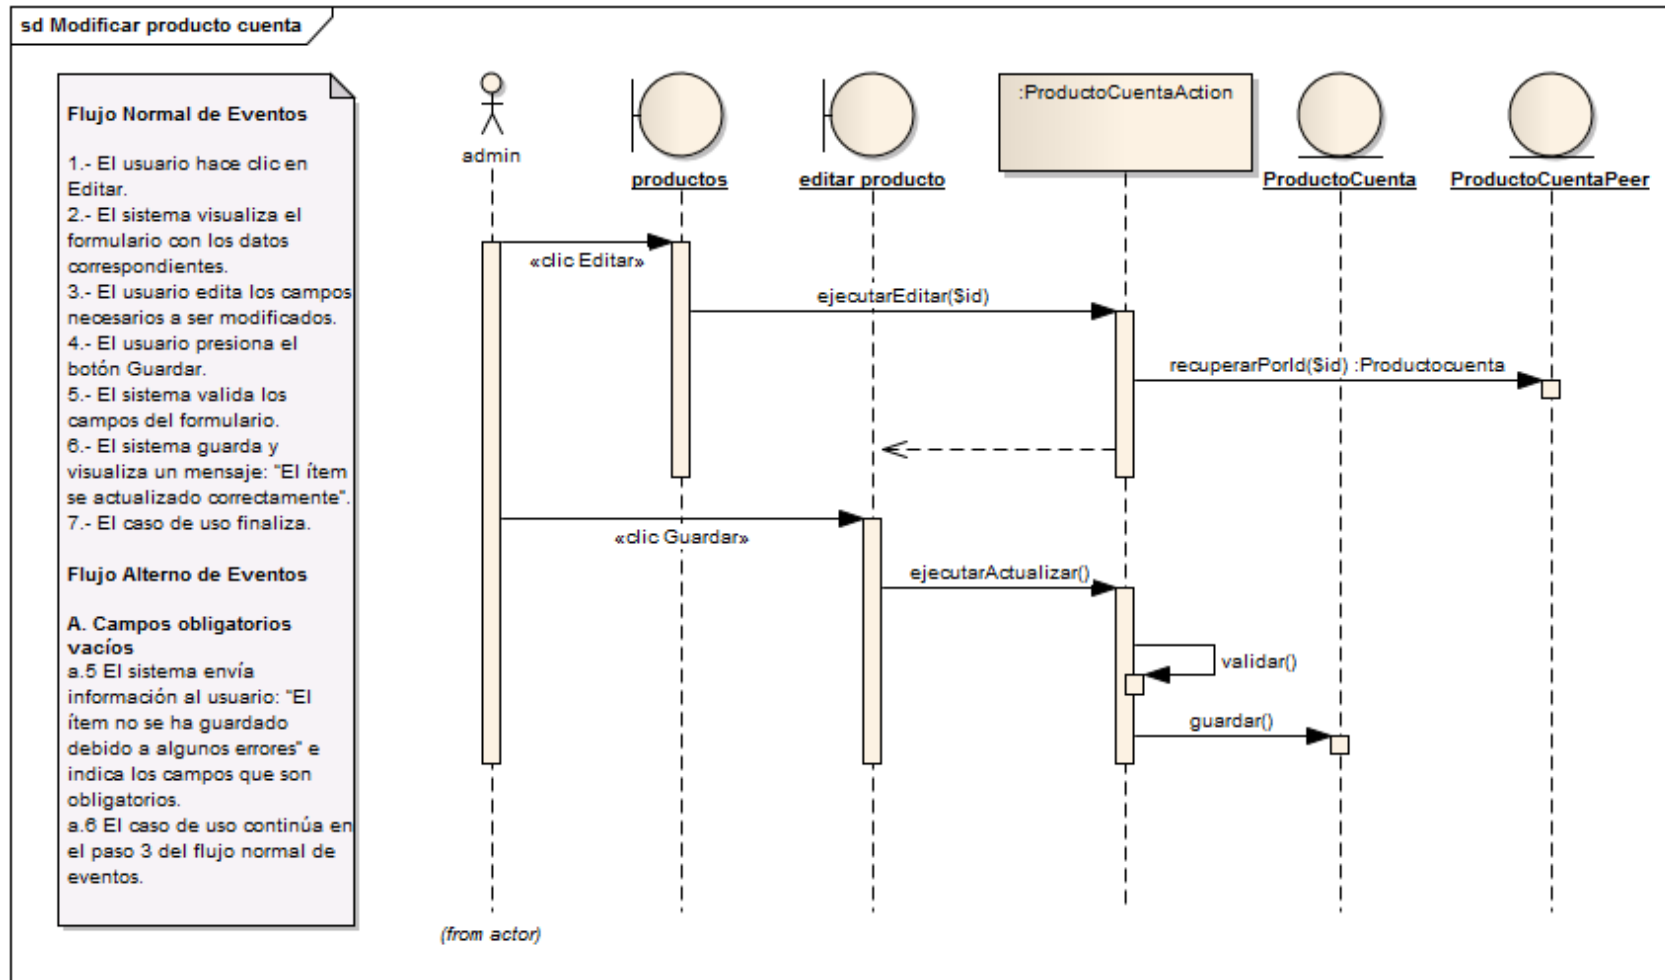 sd Modificar producto cuenta
Flujo Normal de Eventos
1.- El usuario hace clic en
Editar.
2.- El sistema visualiza el
formulario con los datos
correspondientes.
3.- El usuario edita los campos
necesarios a ser modificados.
4.- El usuario presiona el
botón Guardar.
5.- El sistema valida los
campos del formulario.
6.- El sistema guarda y
visualiza un mensaje: "El ítem
se actualizado correctamente".
7.- El caso de uso finaliza.
Flujo Alterno de Eventos
A. Campos obligatorios
vacíos
a.5 El sistema envía
información al usuario: "El
ítem no se ha guardado
debido a algunos errores" e
indica los campos que son
obligatorios.
a.6 El caso de uso continúa en
el paso 3 del flujo normal de
eventos.
admin
productos
editar producto
:ProductoCuentaAction
ProductoCuenta
ProductoCuentaPeer
«clic Editar»
ejecutarEditar($id)
recuperarPorId($id) :Productocuenta
«clic Guardar»
ejecutarActualizar()
validar()
guardar()
(from actor)